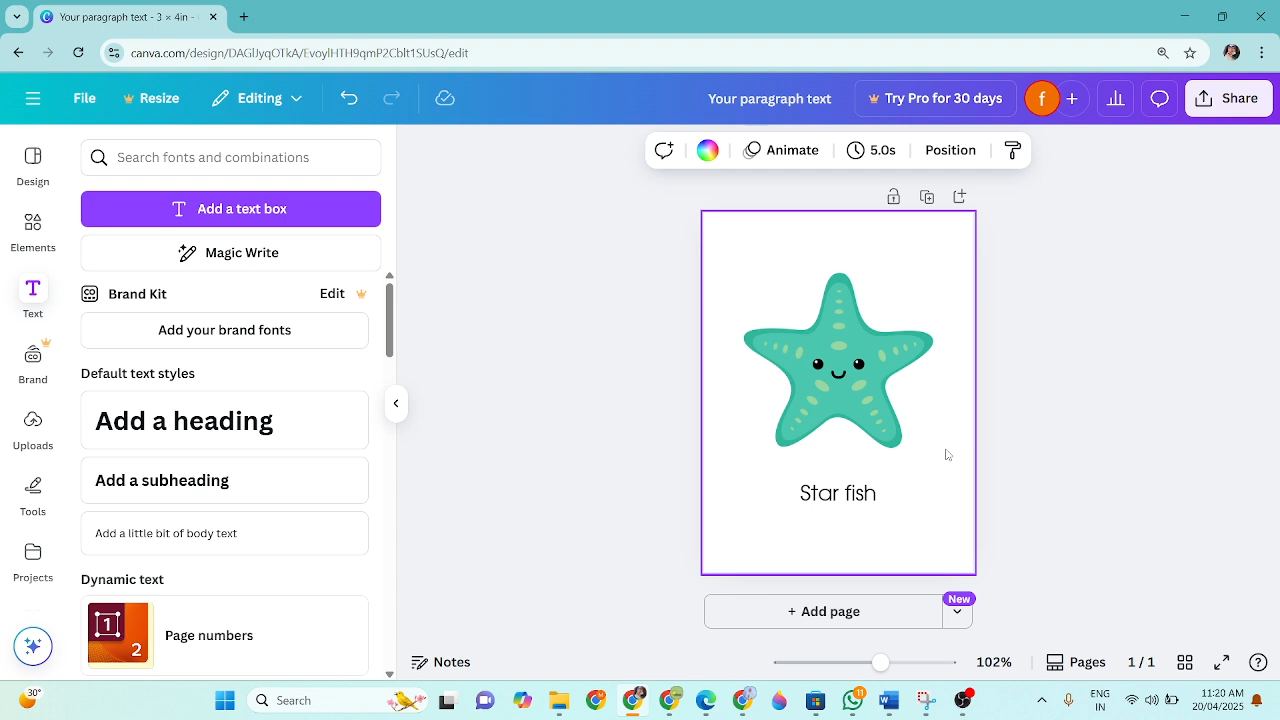 Your paragraph text - 3 × 4in -
canva.com/design/DAGlJyqOTkA/EvoylHTH9qmP2Cblt1SUsQ/edit
File
Resize
Editing
Your paragraph text
Try Pro for 30 days
f
Share
Design
Elements
Text
Brand
Uploads
Tools
Projects
Search fonts and combinations
Add a text box
Magic Write
Brand Kit
Edit
Add your brand fonts
Default text styles
Add a heading
Add a subheading
Add a little bit of body text
Dynamic text
1
2
Page numbers
Animate
5.0s
Position
Star fish
+ Add page
New
Notes
102%
Pages
1 / 1
30°
Search
11
ENG
IN
11:20 AM
20/04/2025